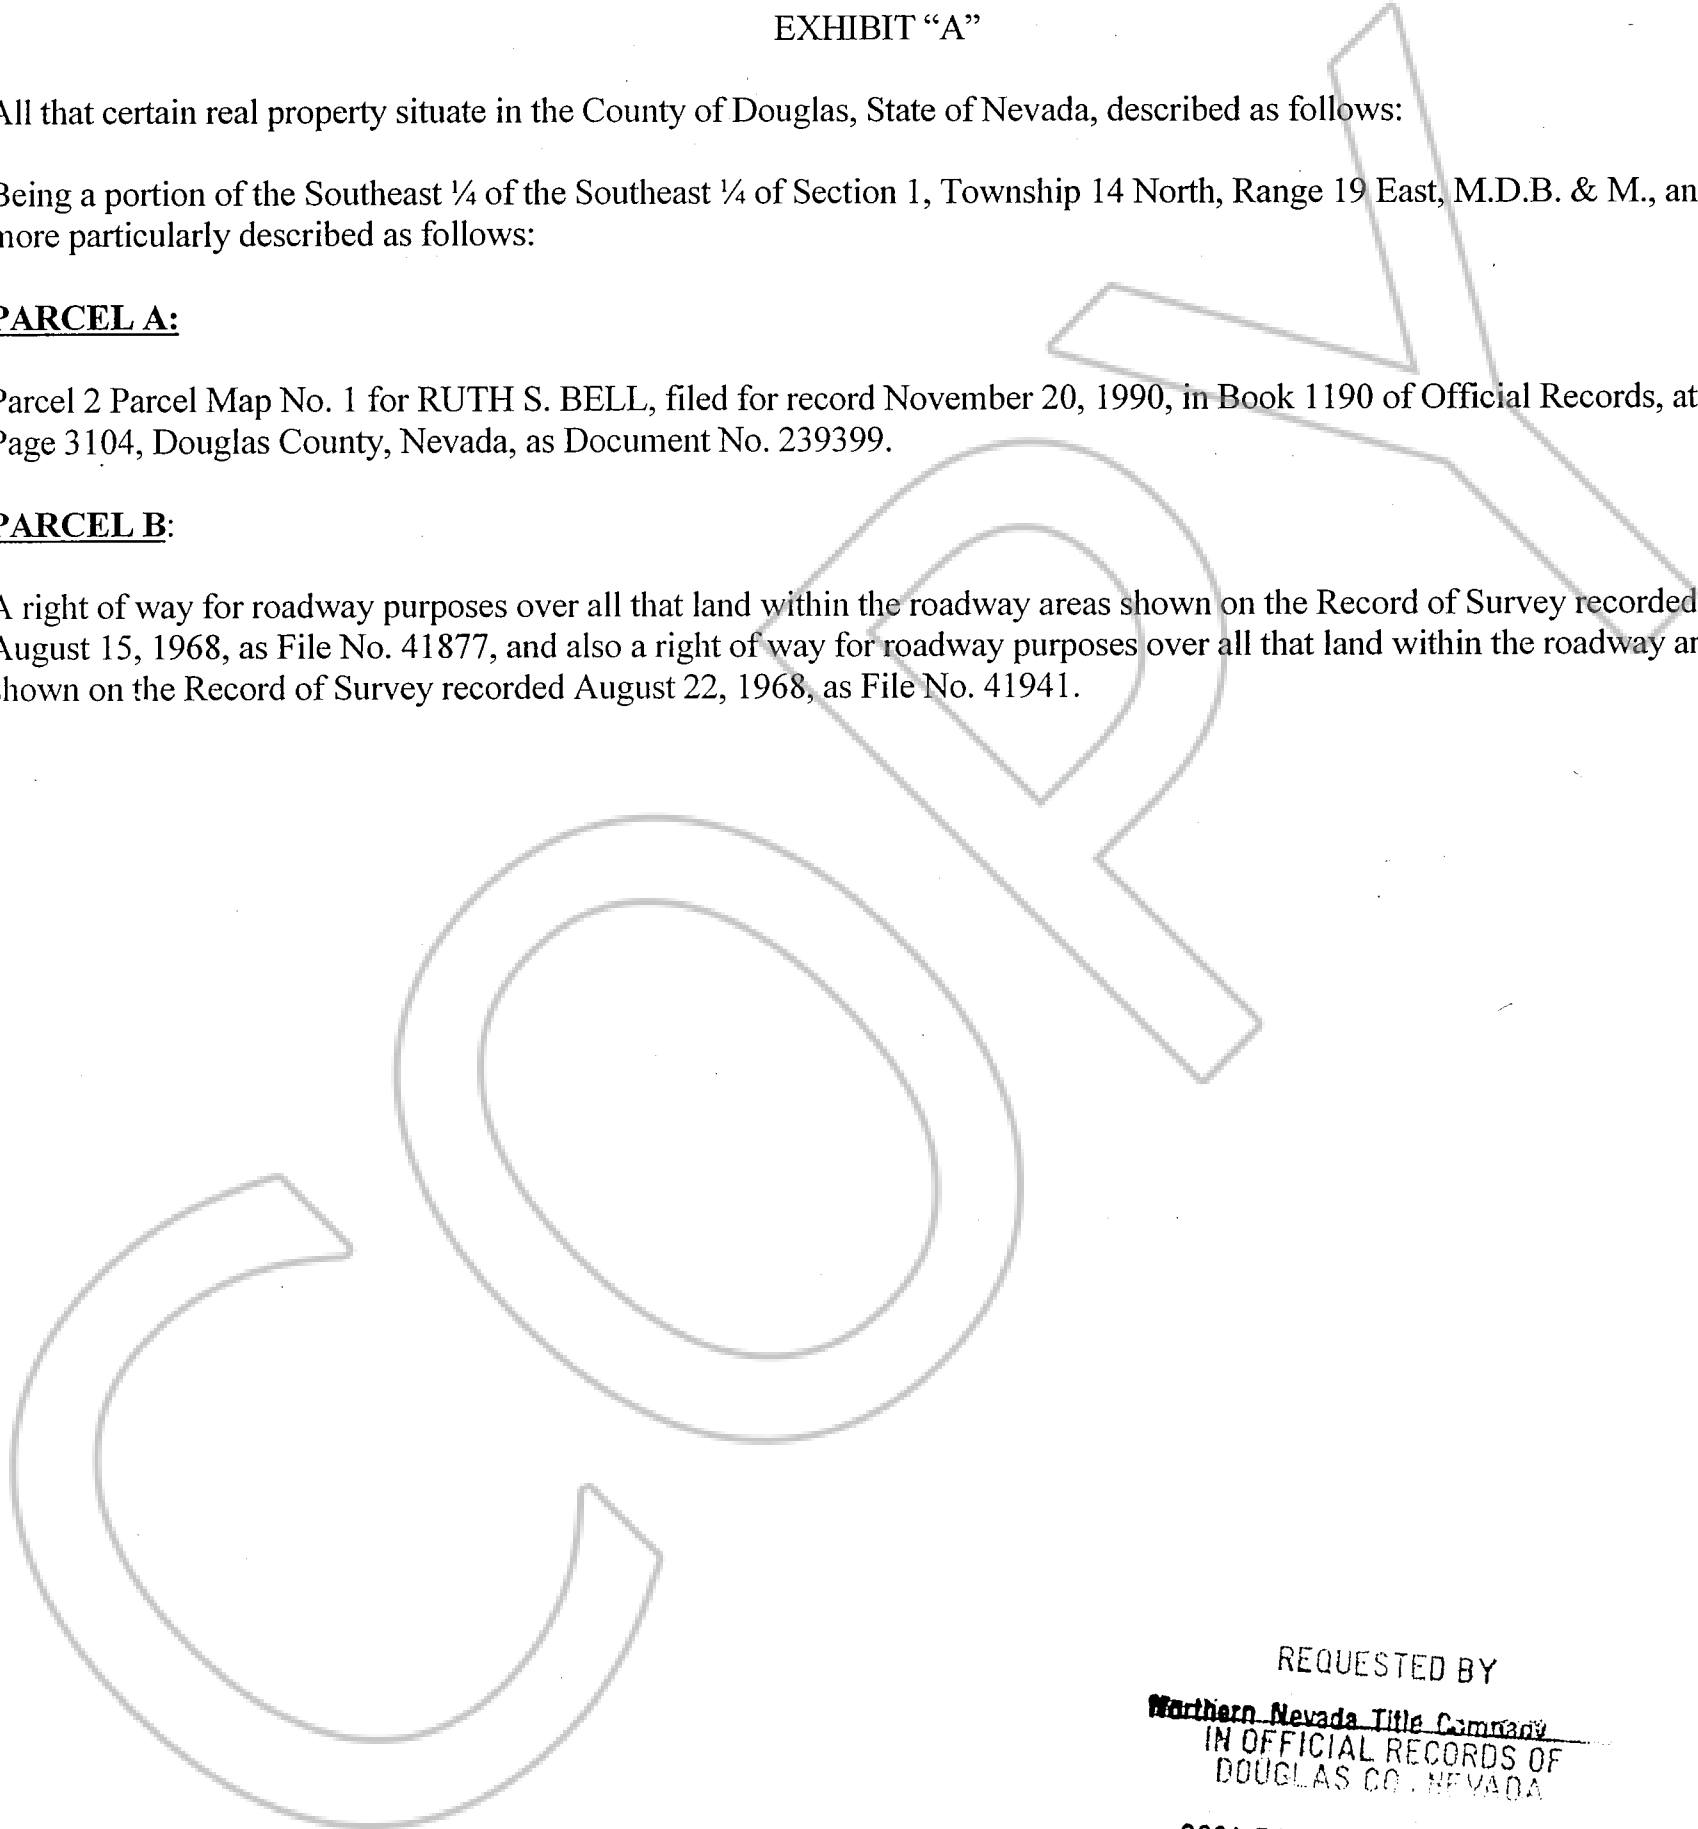 EXHIBIT “A”
All that certain real property situate in the County of Douglas, State of Nevada, described as follows:
Being a portion of the Southeast ¼ of the Southeast ¼ of Section 1, Township 14 North, Range 19 East, M.D.B. & M., an
more particularly described as follows:
PARCEL A:
Parcel 2 Parcel Map No. 1 for RUTH S. BELL, filed for record November 20, 1990, in Book 1190 of Official Records, at
Page 3104, Douglas County, Nevada, as Document No. 239399.
PARCEL B:
A right of way for roadway purposes over all that land within the roadway areas shown on the Record of Survey recorded
August 15, 1968, as File No. 41877, and also a right of way for roadway purposes over all that land within the roadway ar
shown on the Record of Survey recorded August 22, 1968, as File No. 41941.
COPY
REQUESTED BY
Northern Nevada Title Company
IN OFFICIAL RECORDS OF
DOUGLAS CO., NEVADA